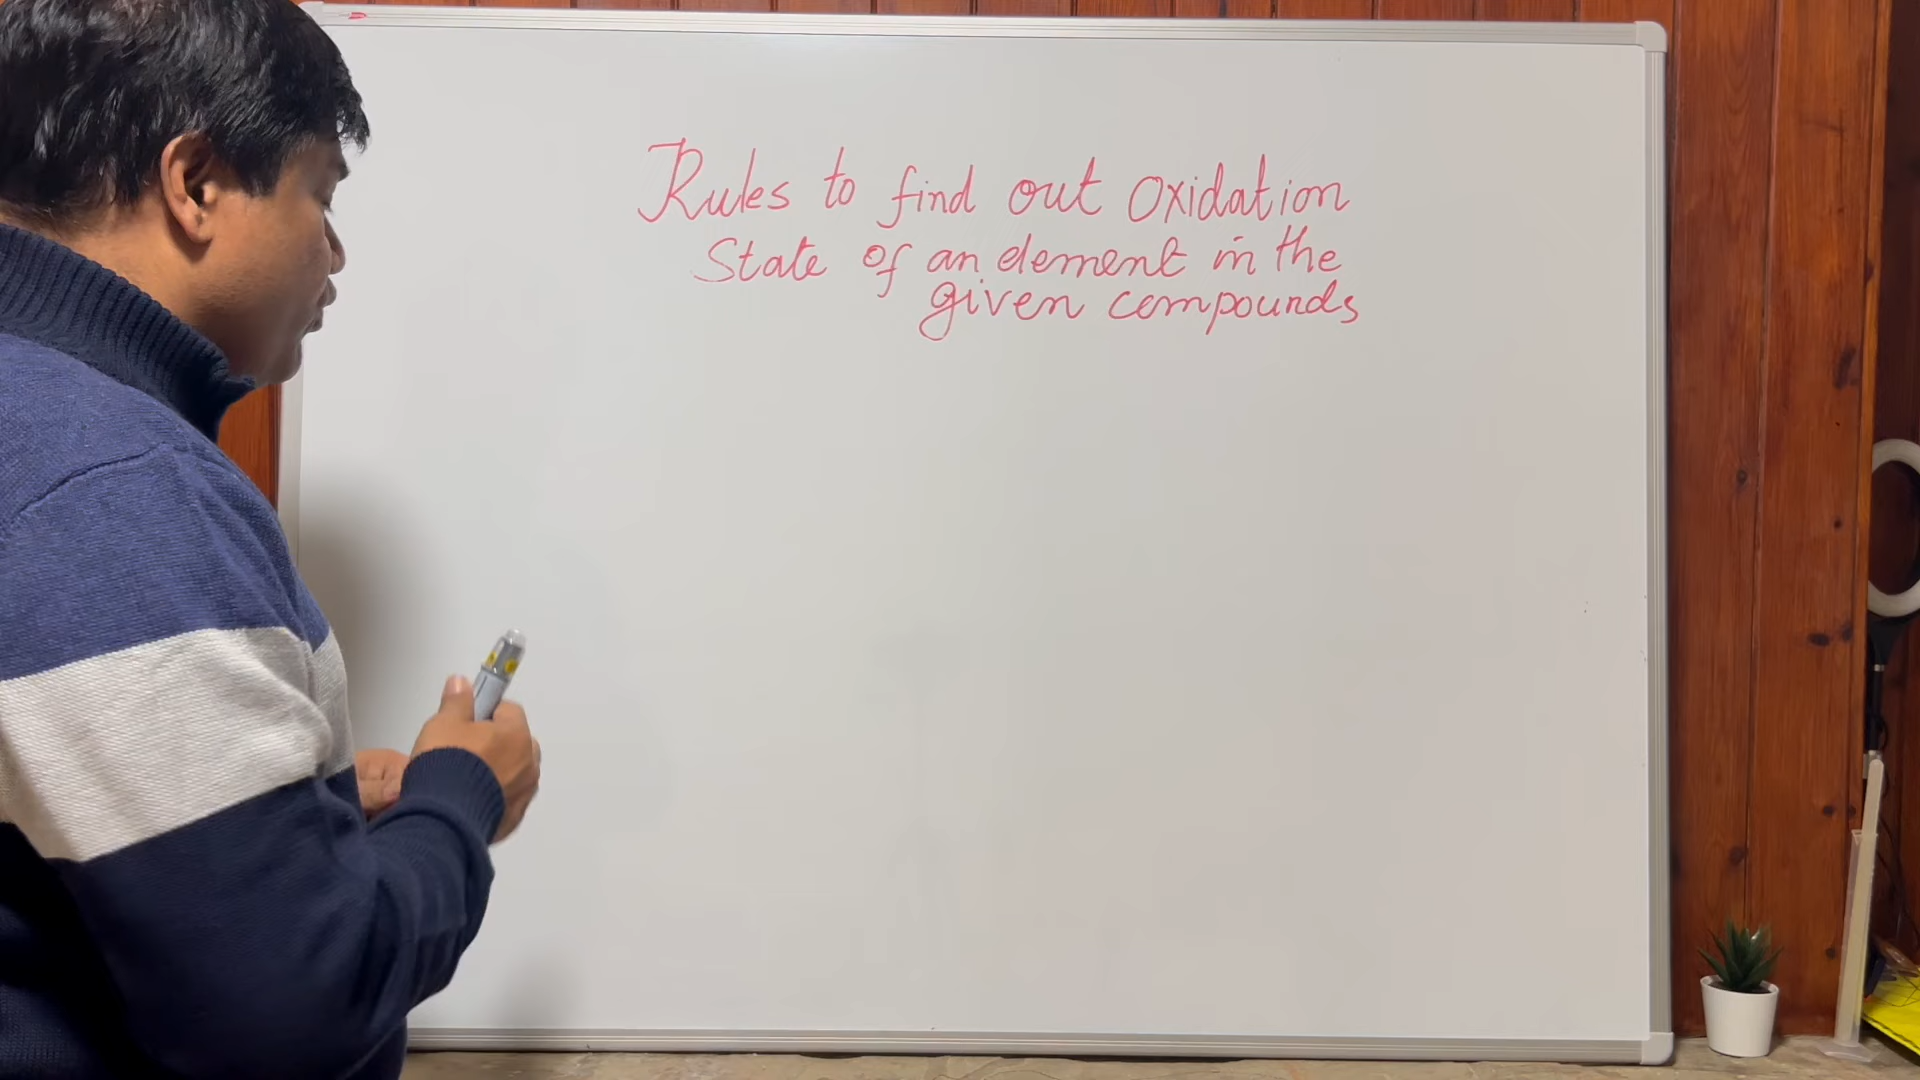 Rules to find out Oxidation
State of an element in the
given compounds